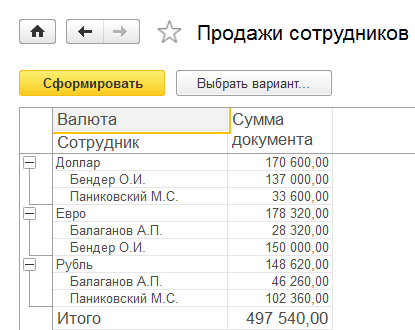 Продажи сотрудников
Сформировать Выбрать вариант...
Валюта Сумма документа
Сотрудник
Доллар 170 600,00
Бендер О.И. 137 000,00
Паниковский М.С. 33 600,00
Евро 178 320,00
Балаганов А.П. 28 320,00
Бендер О.И. 150 000,00
Рубль 148 620,00
Балаганов А.П. 46 260,00
Паниковский М.С. 102 360,00
Итого 497 540,00